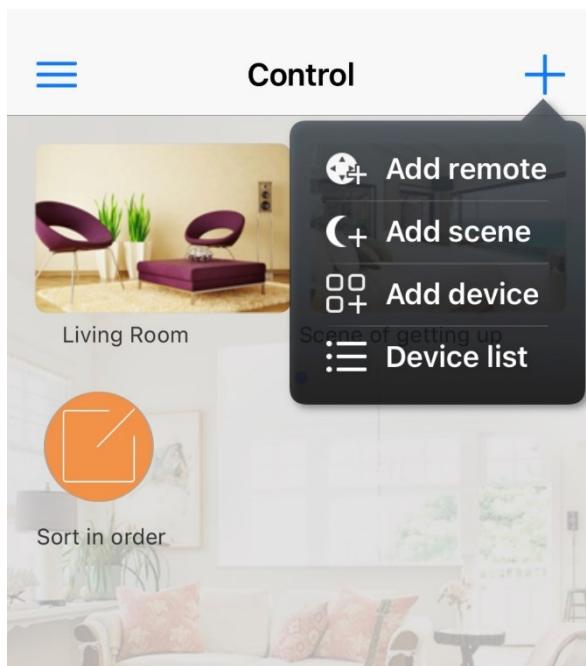 Control
Add remote
Add scene
Add device
Living Room
Scene of getting up
Device list
Sort in order